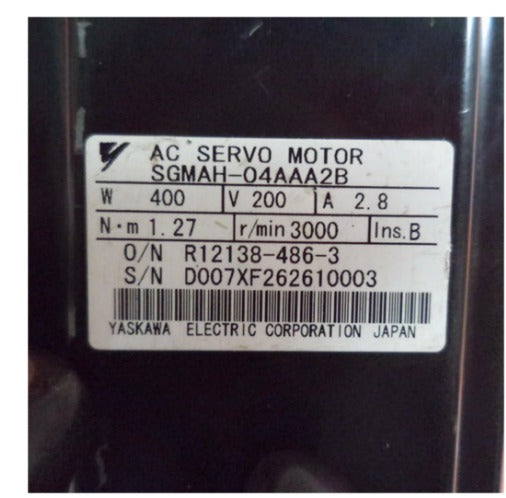 AC SERVO MOTOR
SGMAH-04AAA2B
W 400 V 200 A 2.8
N·m 1.27 r/min 3000 Ins.B
O/N R12138-486-3
S/N D007XF262610003
YASKAWA ELECTRIC CORPORATION JAPAN